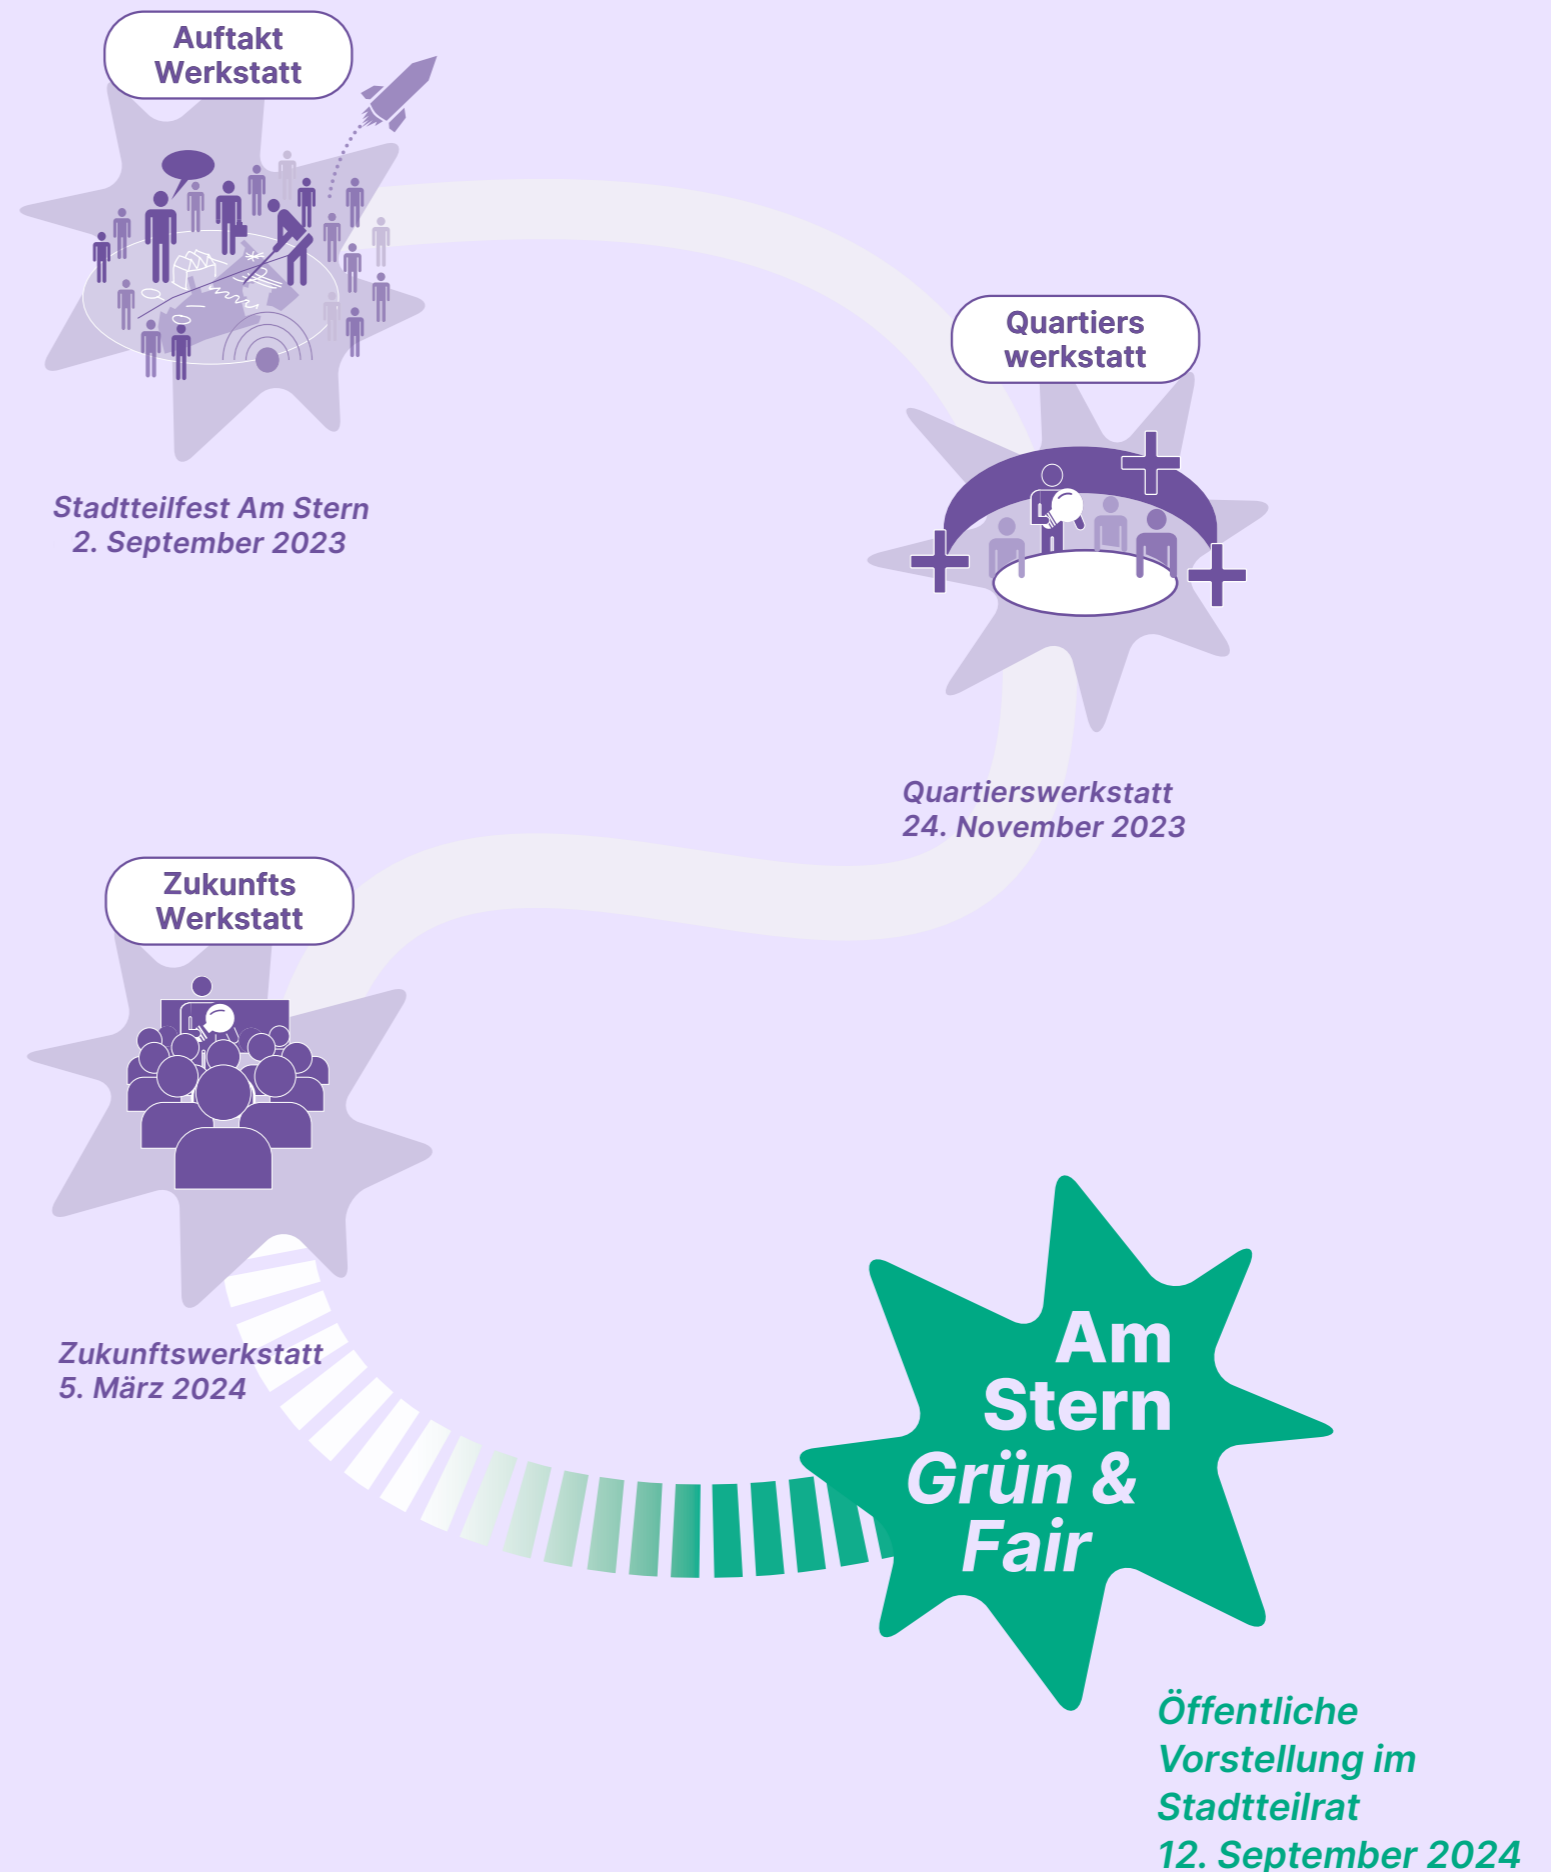 Auftakt
Werkstatt
Stadtteilfest Am Stern
2. September 2023
Quartiers
werkstatt
Quartierswerkstatt
24. November 2023
Zukunfts
Werkstatt
Zukunftswerkstatt
5. März 2024
Am
Stern
Grün &
Fair
Öffentliche
Vorstellung im
Stadtteilrat
12. September 2024